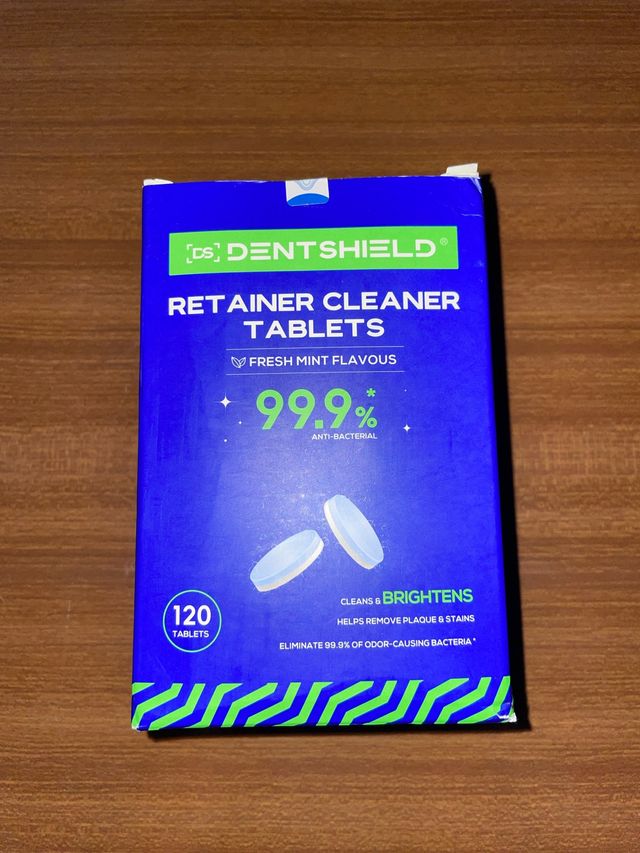 [DS] DENTSHIELD®
RETAINER CLEANER
TABLETS
FRESH MINT FLAVOUS
99.9%*
ANTI-BACTERIAL
CLEANS & BRIGHTENS
HELPS REMOVE PLAQUE & STAINS
120
TABLETS
ELIMINATE 99.9% OF ODOR-CAUSING BACTERIA*